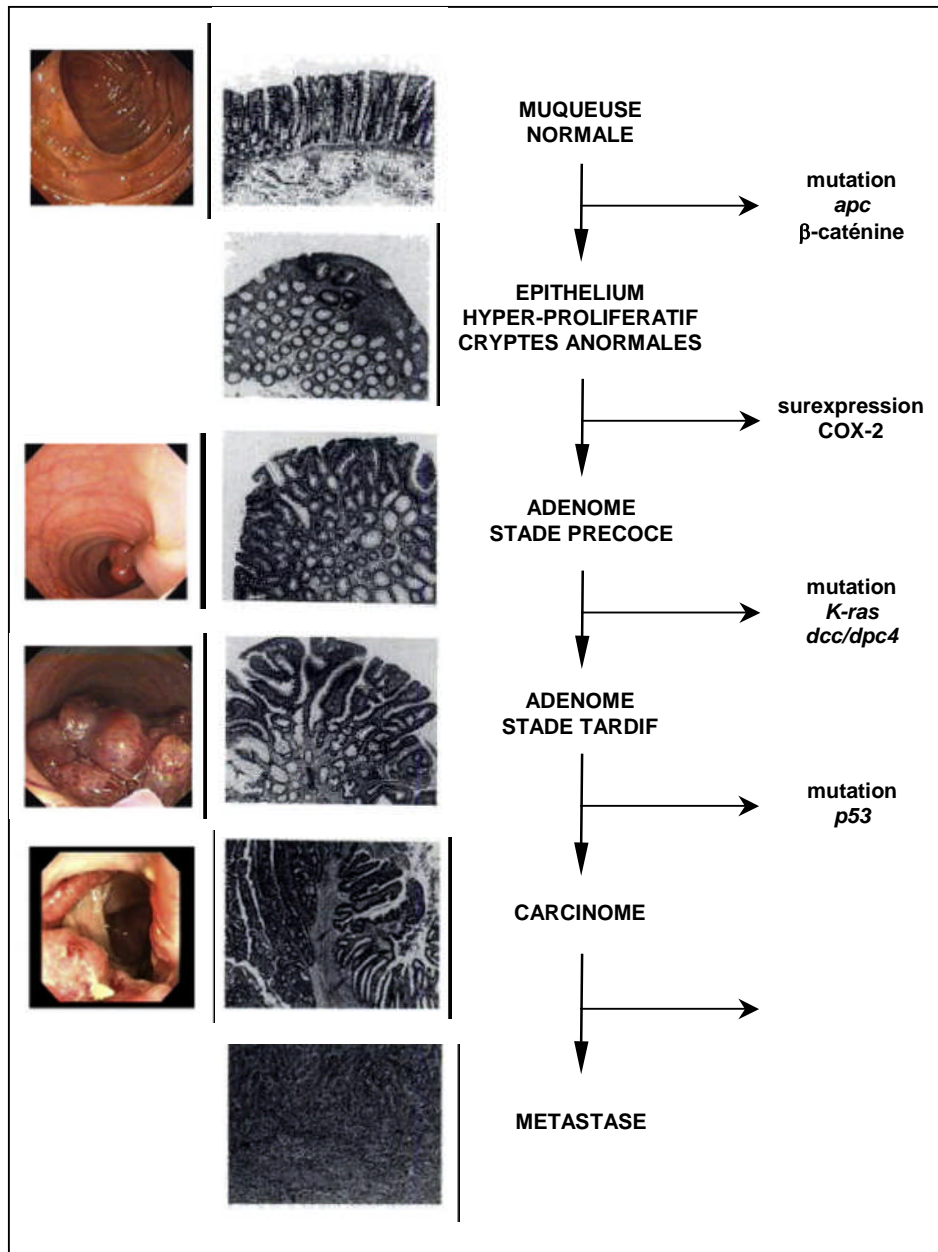 MUQUEUSE
NORMALE
mutation
apc
β-caténine
EPITHELIUM
HYPER-PROLIFERATIF
CRYPTES ANORMALES
surexpression
COX-2
ADENOME
STADE PRECOCE
mutation
K-ras
dcc/dpc4
ADENOME
STADE TARDIF
mutation
p53
CARCINOME
METASTASE